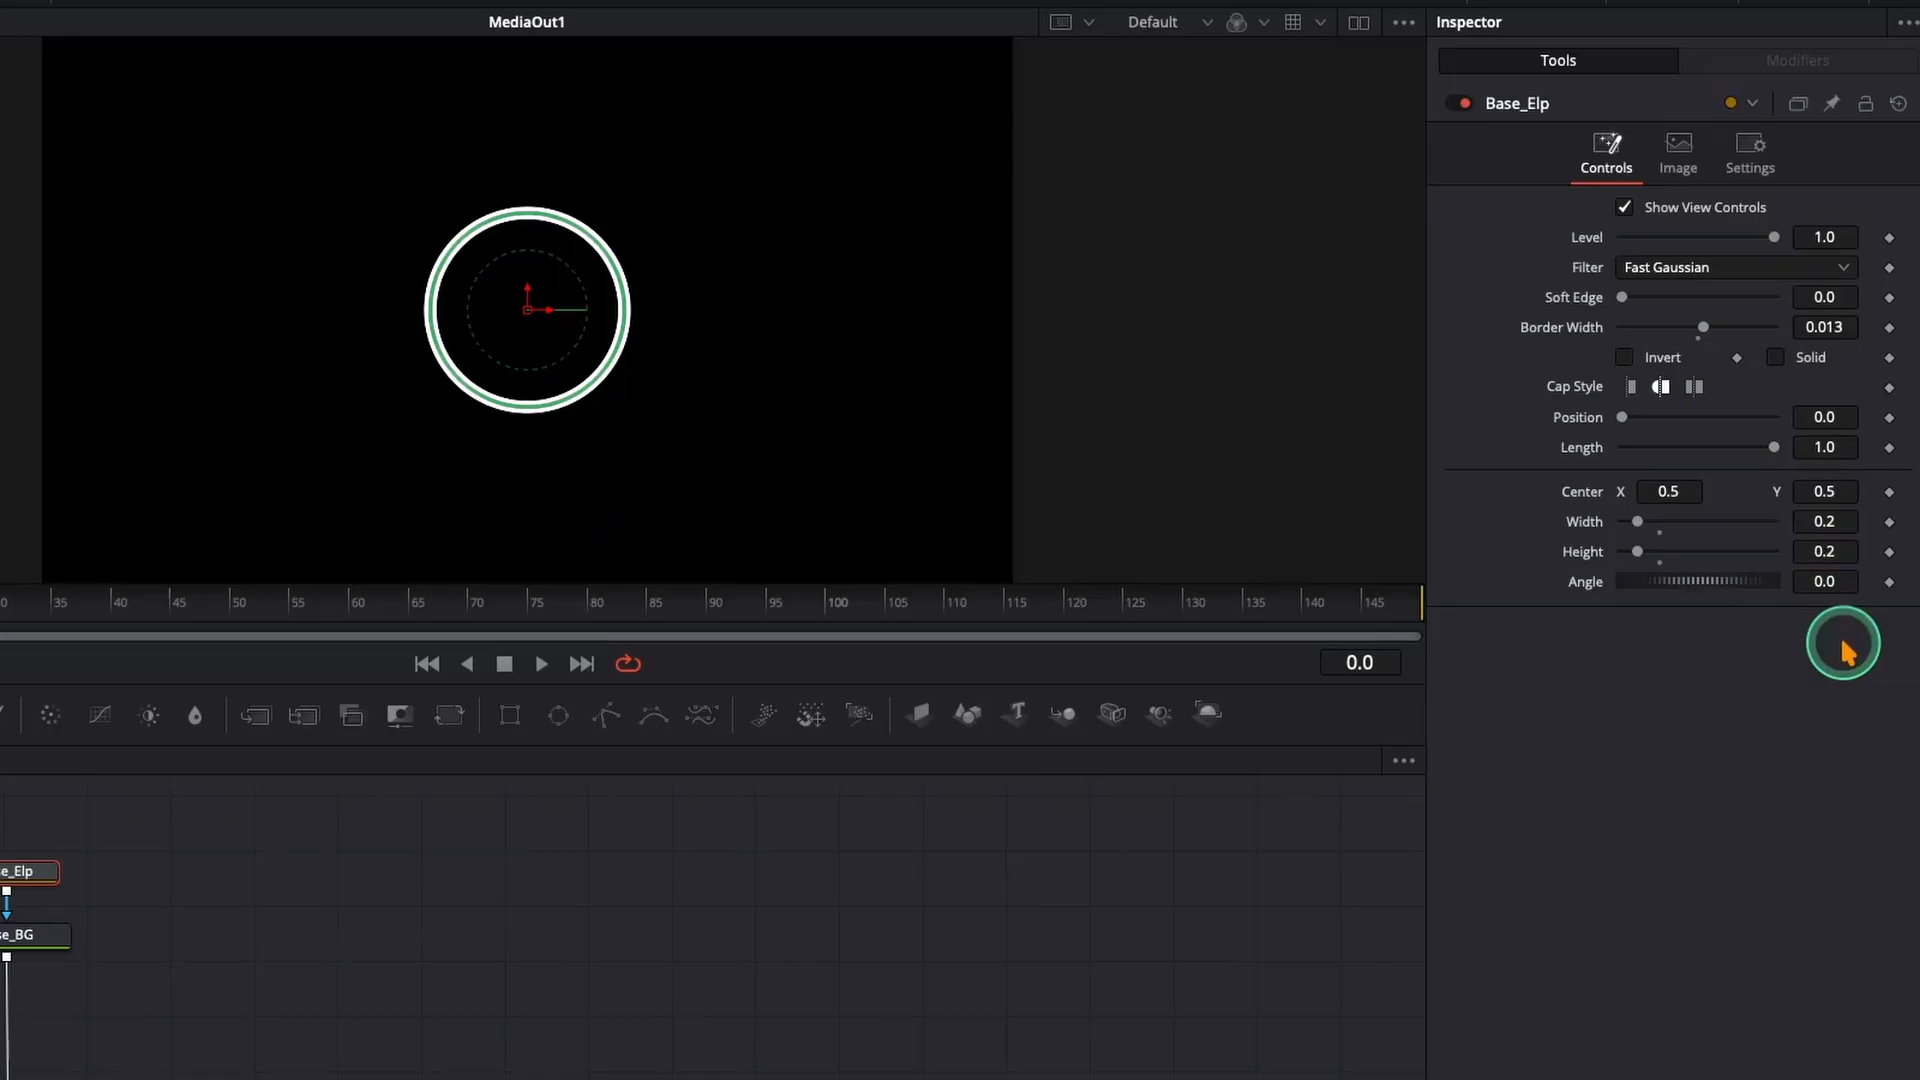 MediaOut1
Default
Inspector
Tools
Modifiers
Base_Elp
Controls
Image
Settings
Show View Controls
Level 1.0
Filter Fast Gaussian
Soft Edge 0.0
Border Width 0.013
Invert Solid
Cap Style
Position 0.0
Length 1.0
Center X 0.5 Y 0.5
Width 0.2
Height 0.2
Angle 0.0
0 35 40 45 50 55 60 65 70 75 80 85 90 95 100 105 110 115 120 125 130 135 140 145
0.0
se_Elp
se_BG